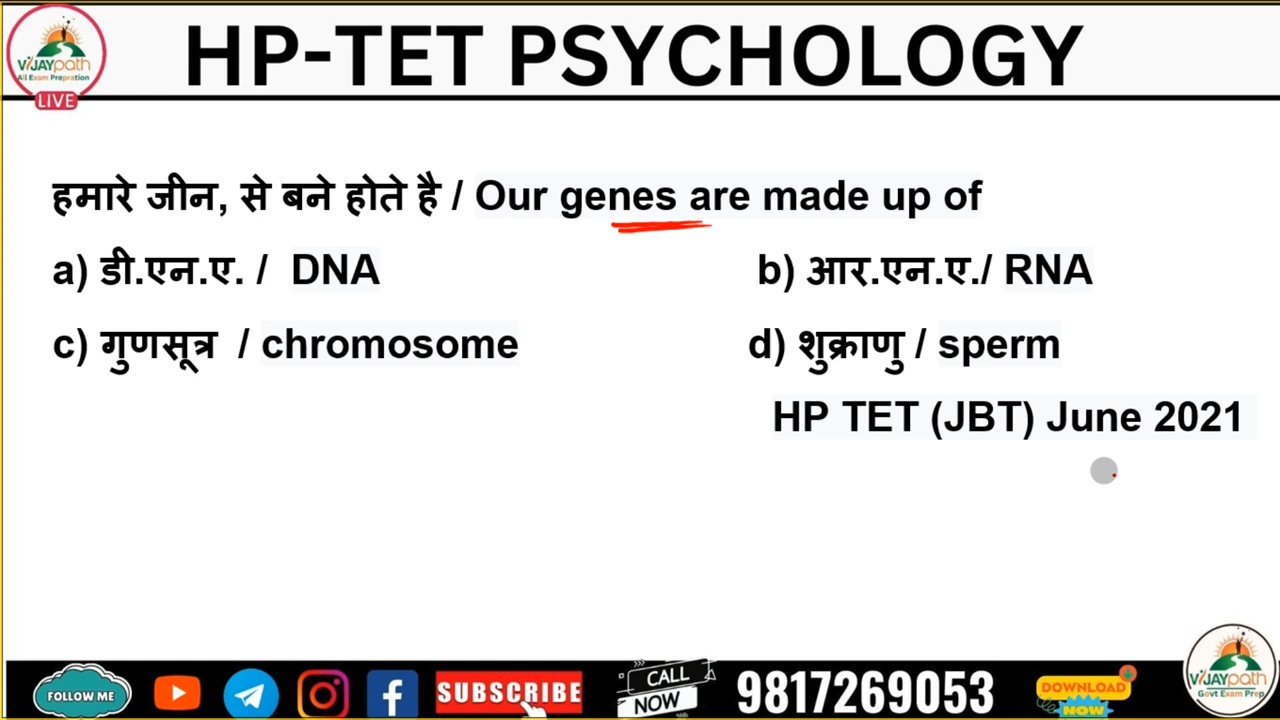 ViJAYpath
All Exam Prepration
LIVE
HP-TET PSYCHOLOGY
हमारे जीन, से बने होते है / Our genes are made up of
a) डी.एन.ए. / DNA b) आर.एन.ए./ RNA
c) गुणसूत्र / chromosome d) शुक्राणु / sperm
HP TET (JBT) June 2021
FOLLOW ME
SUBSCRIBE
CALL
NOW
9817269053
DOWNLOAD
NOW
ViJAYpath
Govt Exam Prep